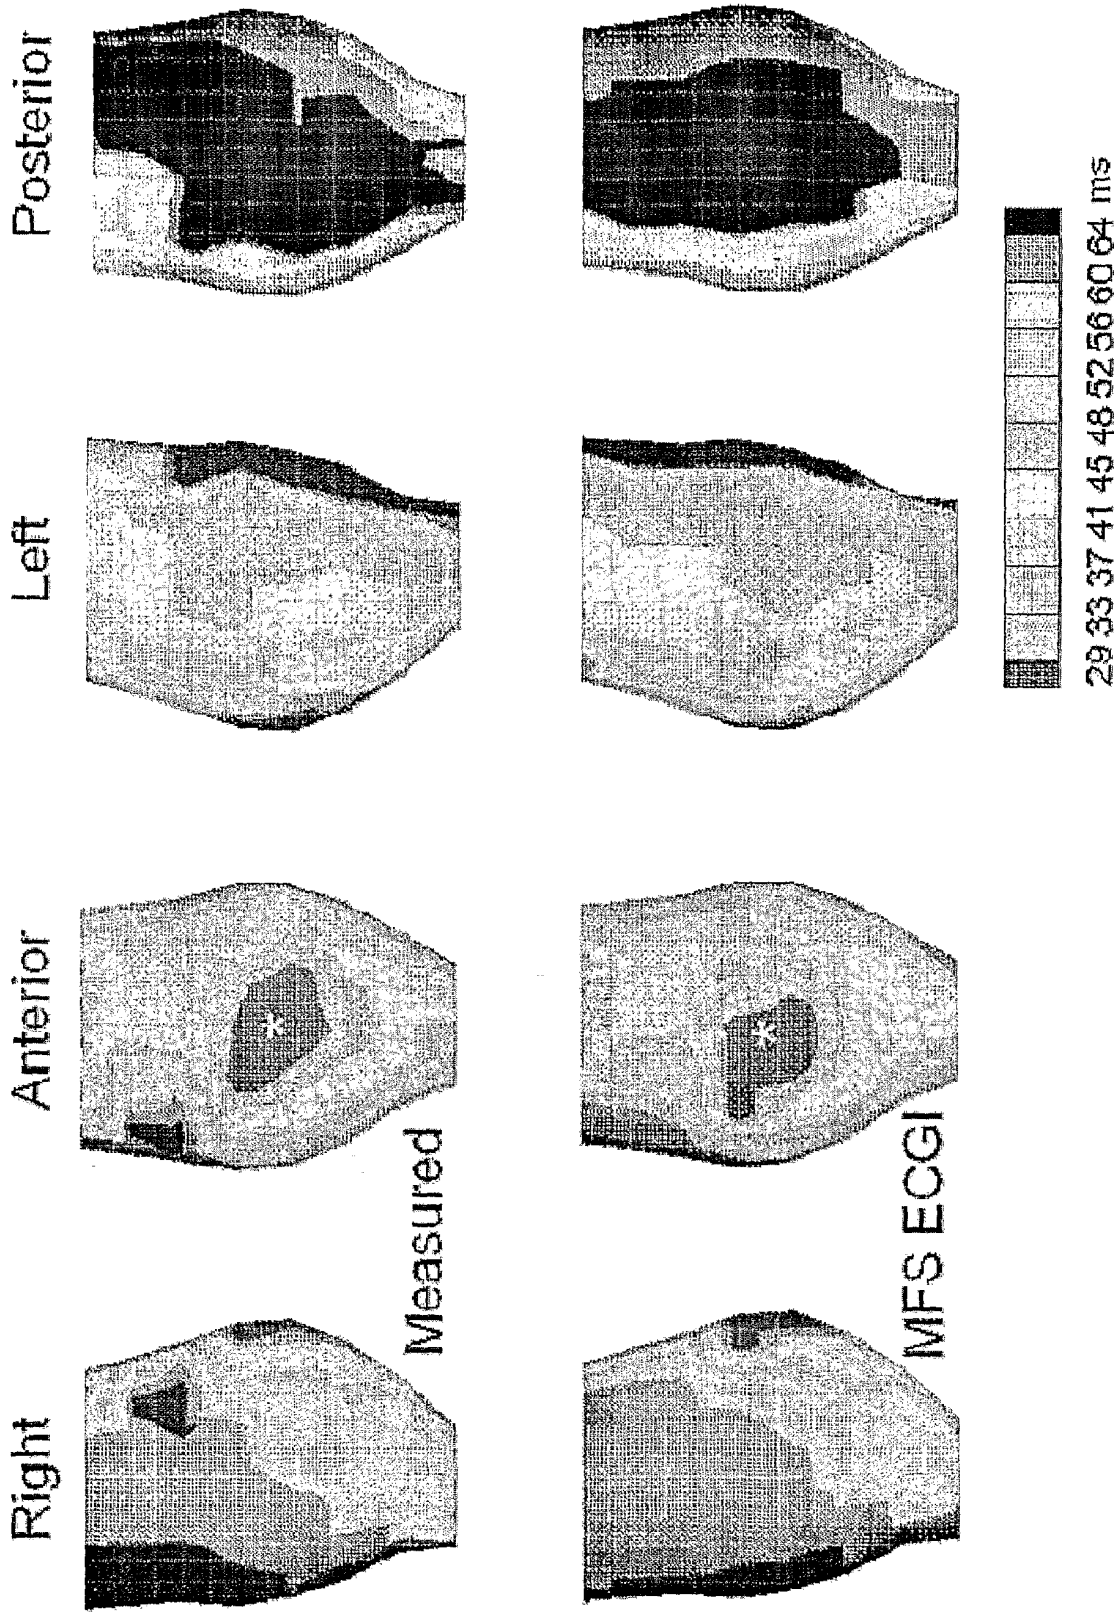 Right Anterior Left Posterior
*
Measured
*
MFS ECGI
29 33 37 41 45 48 52 56 60 64 ms